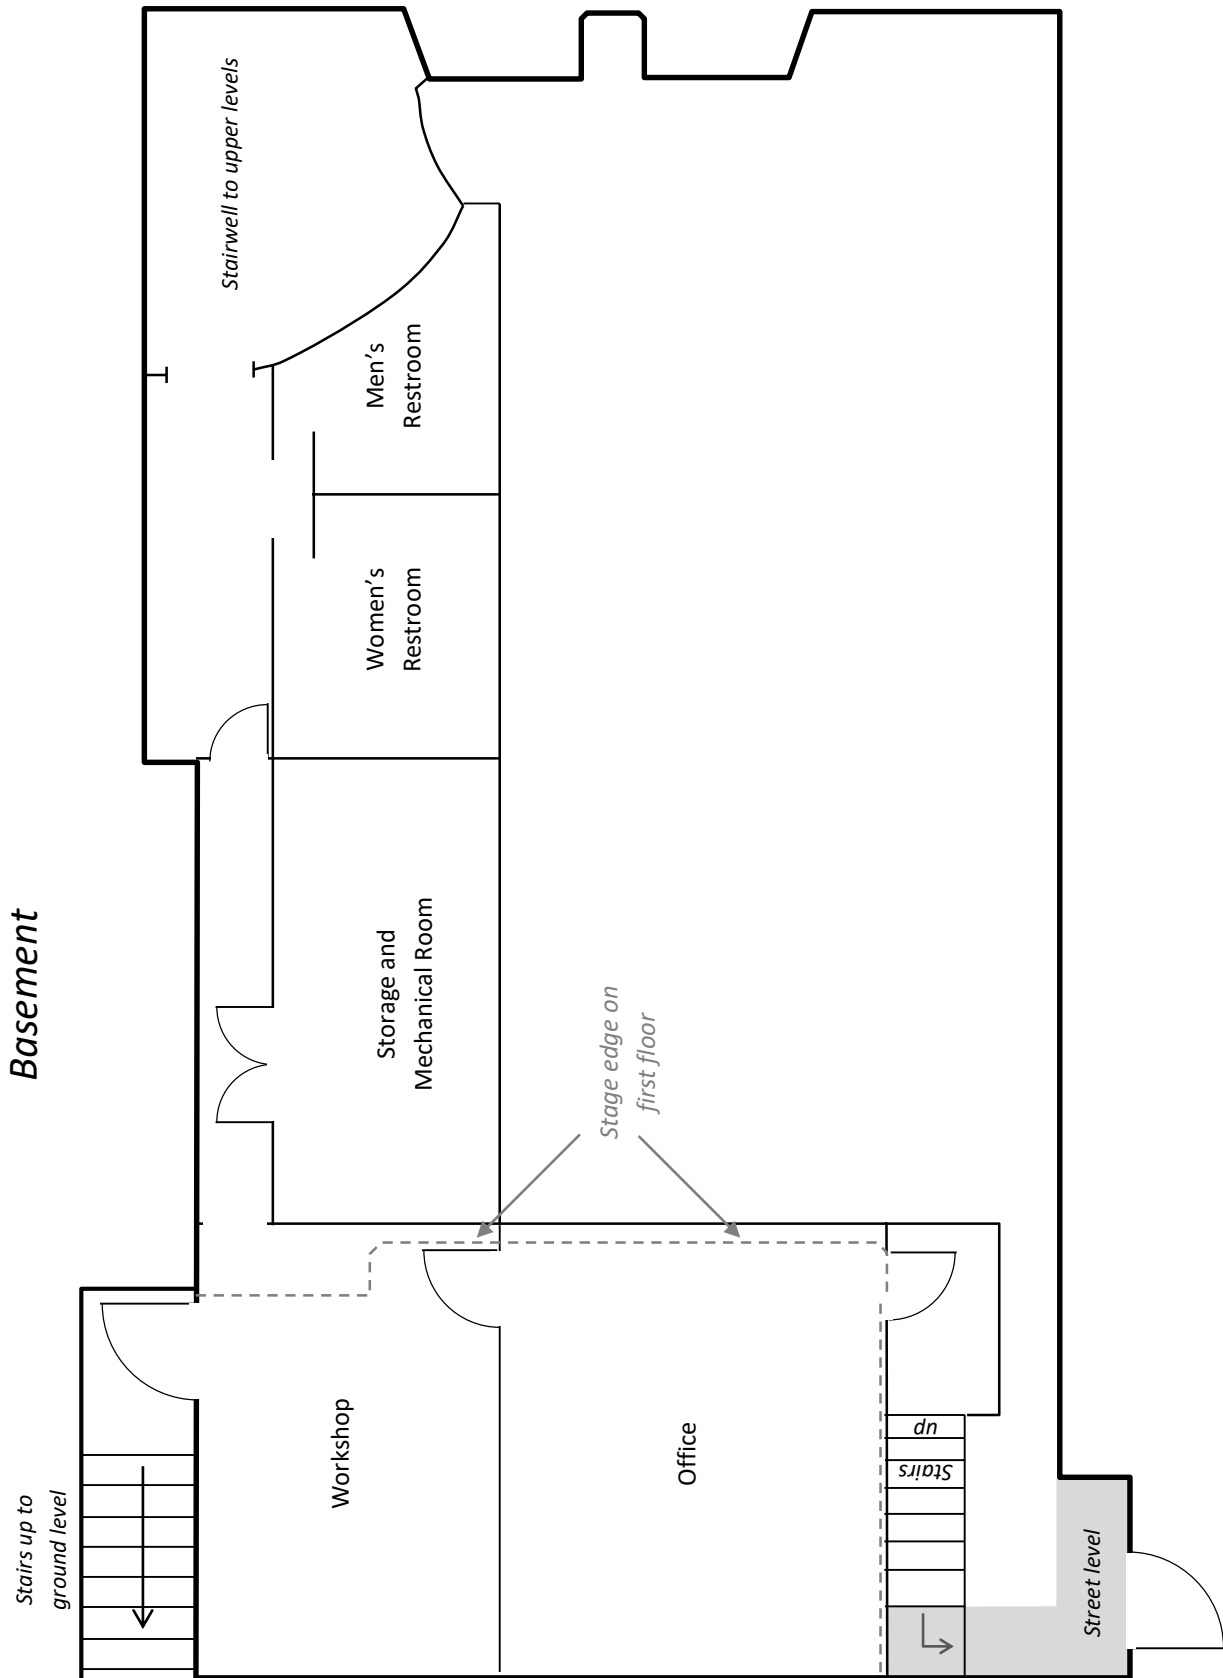 Basement
Stairwell to upper levels
Men’s
Restroom
Women’s
Restroom
Storage and
Mechanical Room
Stage edge on
first floor
Workshop
Office
Stairs up to
ground level
Stairs
up
Street level